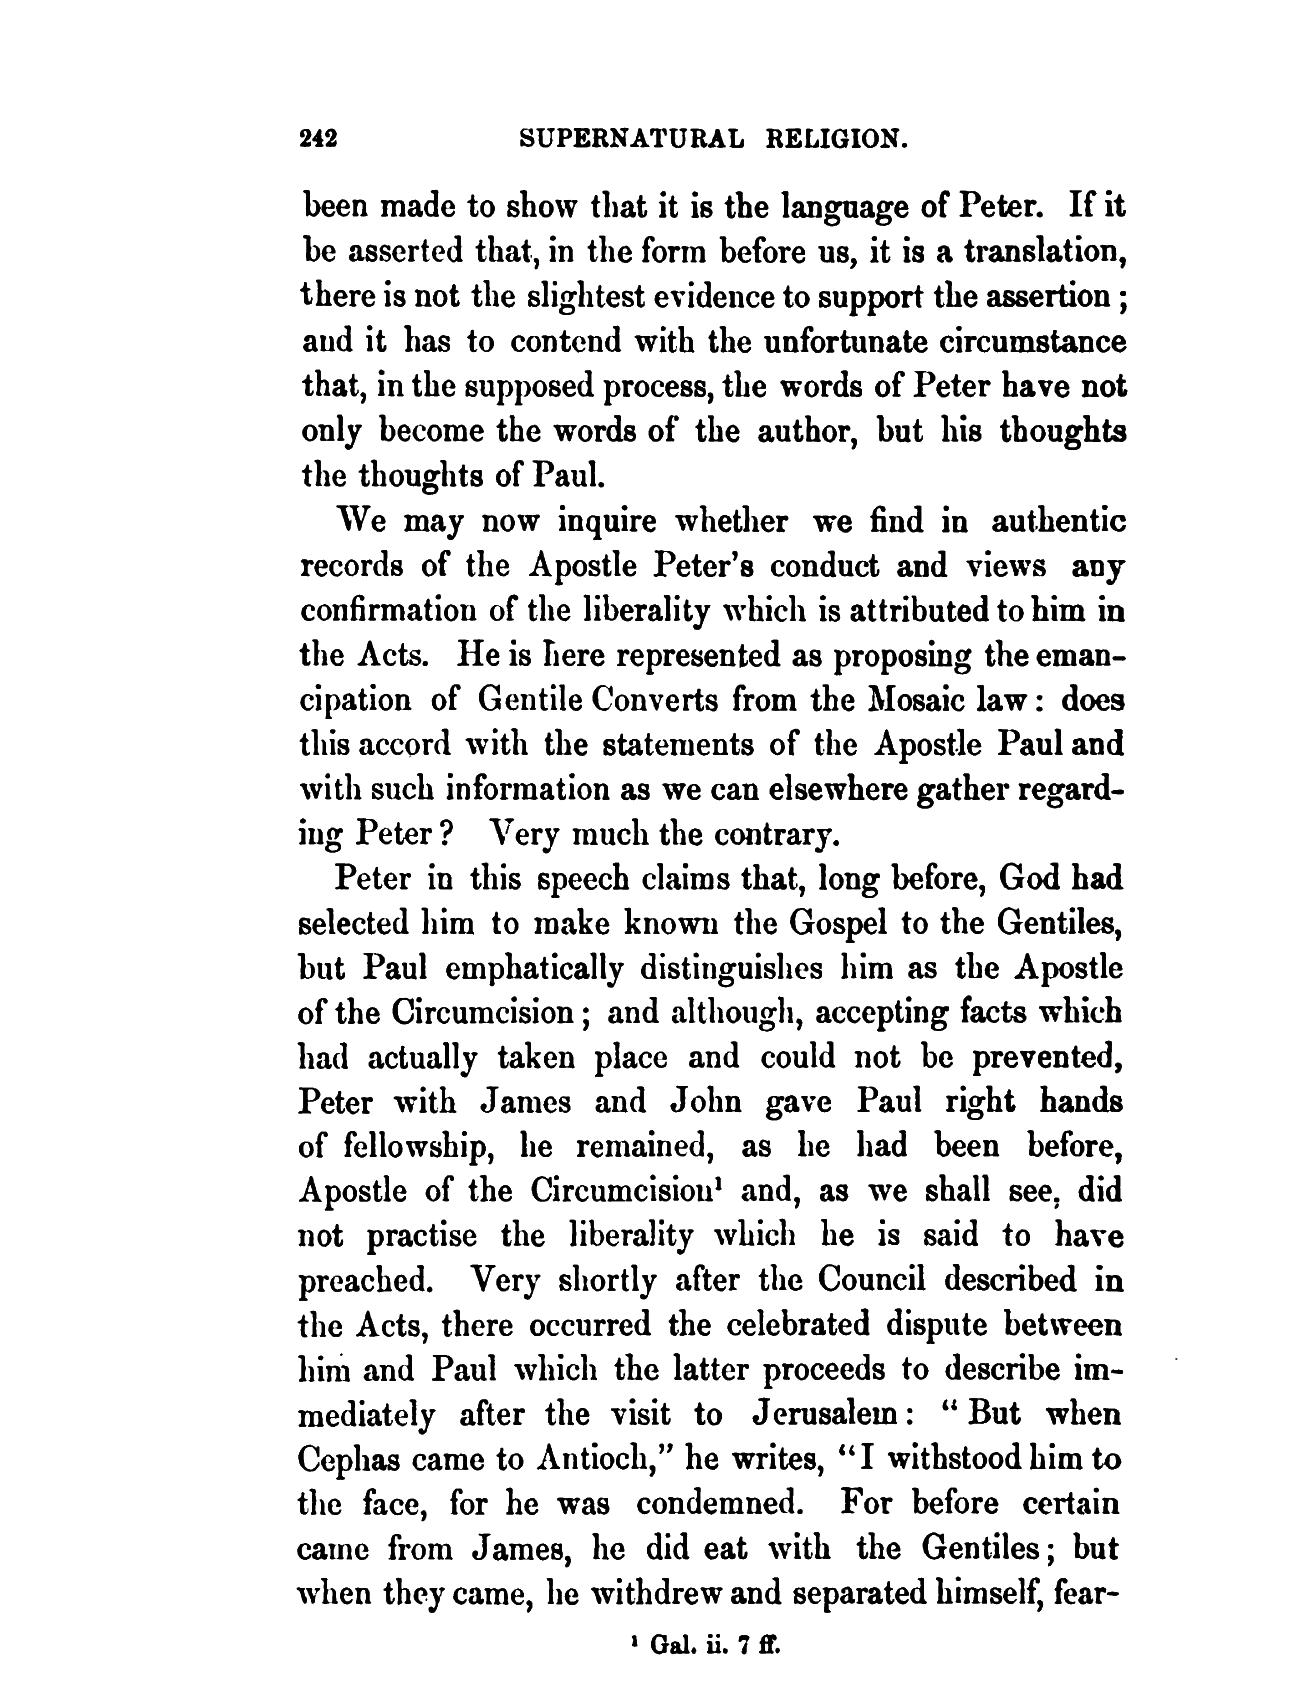 242 SUPERNATURAL RELIGION.
been made to show that it is the language of Peter. If it
be asserted that, in the form before us, it is a translation,
there is not the slightest evidence to support the assertion ;
and it has to contend with the unfortunate circumstance
that, in the supposed process, the words of Peter have not
only become the words of the author, but his thoughts
the thoughts of Paul.
We may now inquire whether we find in authentic
records of the Apostle Peter's conduct and views any
confirmation of the liberality which is attributed to him in
the Acts. He is here represented as proposing the eman-
cipation of Gentile Converts from the Mosaic law : does
this accord with the statements of the Apostle Paul and
with such information as we can elsewhere gather regard-
ing Peter ? Very much the contrary.
Peter in this speech claims that, long before, God had
selected him to make known the Gospel to the Gentiles,
but Paul emphatically distinguishes him as the Apostle
of the Circumcision ; and although, accepting facts which
had actually taken place and could not be prevented,
Peter with James and John gave Paul right hands
of fellowship, he remained, as he had been before,
Apostle of the Circumcision¹ and, as we shall see, did
not practise the liberality which he is said to have
preached. Very shortly after the Council described in
the Acts, there occurred the celebrated dispute between
him and Paul which the latter proceeds to describe im-
mediately after the visit to Jerusalem : "But when
Cephas came to Antioch," he writes, "I withstood him to
the face, for he was condemned. For before certain
came from James, he did eat with the Gentiles ; but
when they came, he withdrew and separated himself, fear-
¹ Gal. ii. 7 ff.